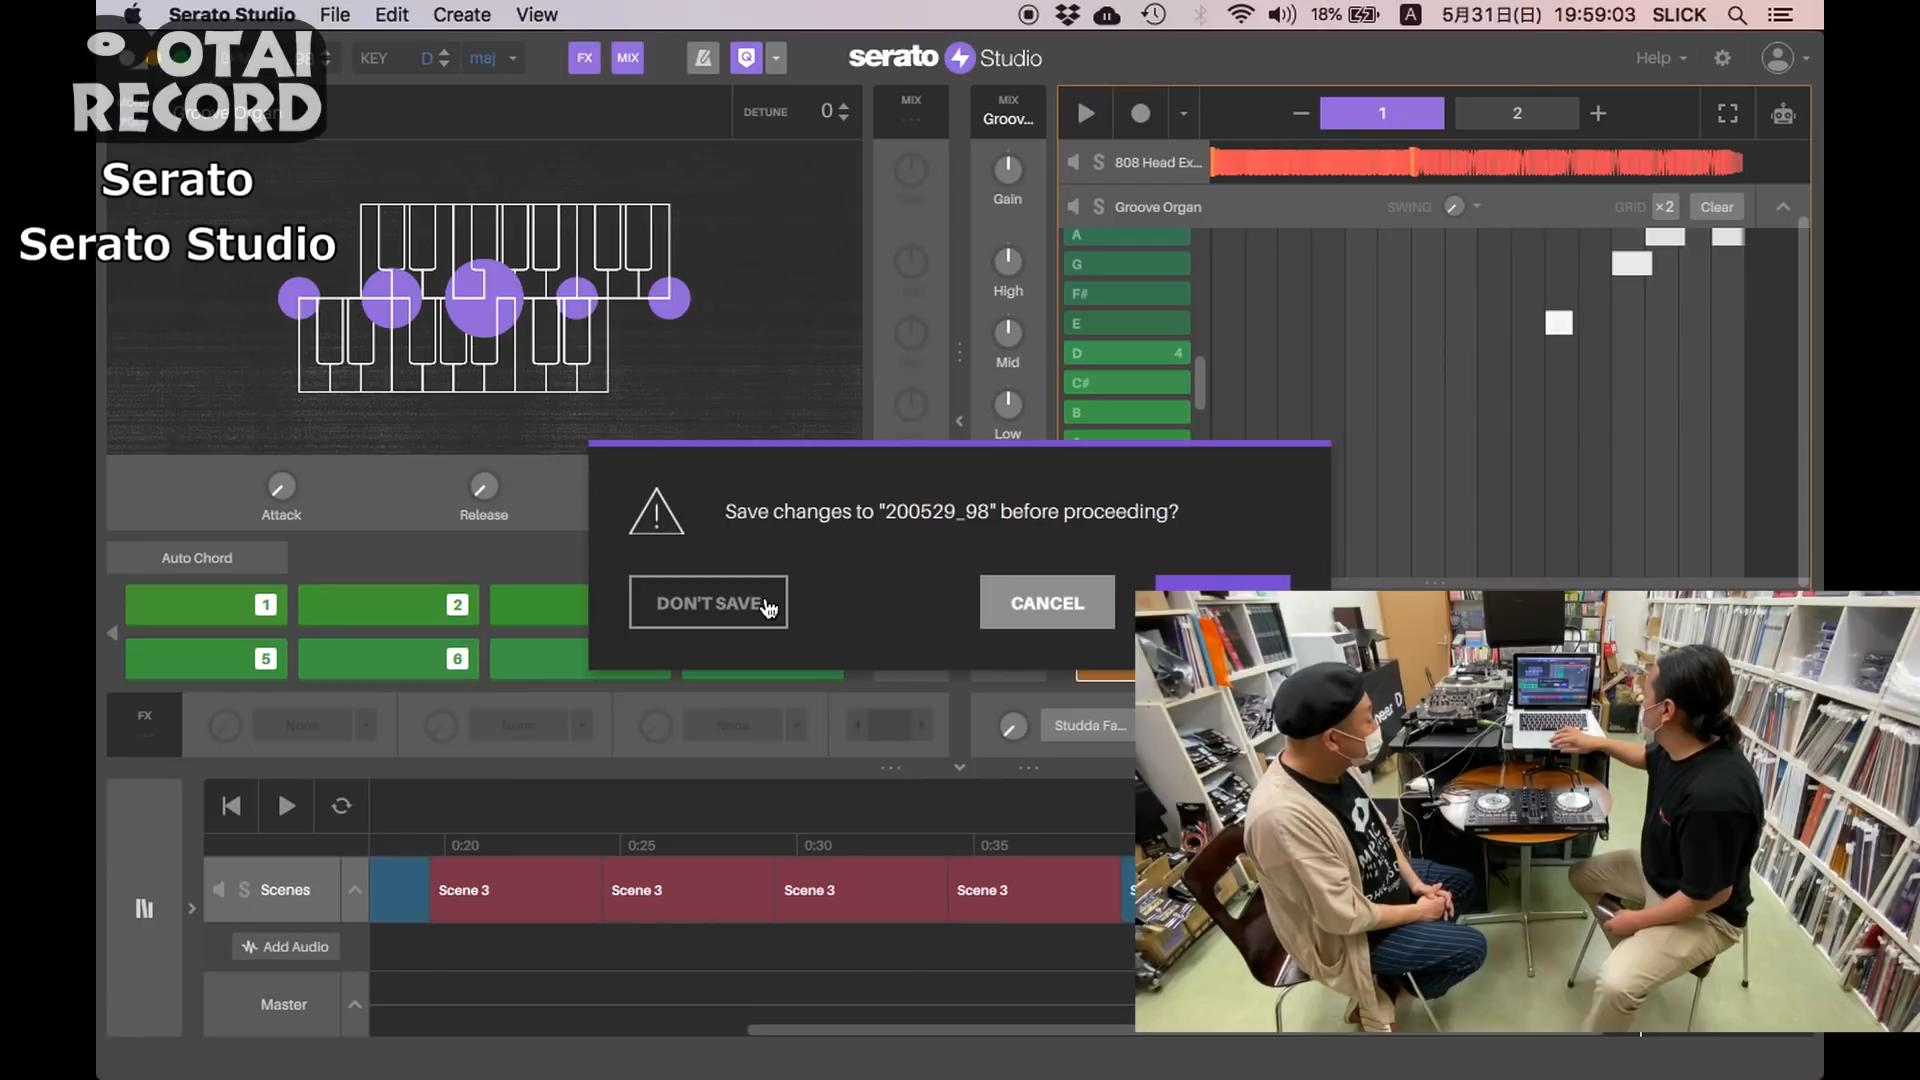 Serato Studio File Edit Create View
18% A 5月31日(日) 19:59:03 SLICK
OTAI
RECORD
Serato
Serato Studio
KEY D maj
FX MIX
serato Studio
Help
DETUNE 0
MIX
MIX
Groov...
Gain
High
Mid
Low
1 2
S 808 Head Ex...
S Groove Organ SWING GRID ×2 Clear
A
G
F#
E
D 4
C#
B
Attack Release
Save changes to "200529_98" before proceeding?
DON'T SAVE CANCEL
Auto Chord
1 2
5 6
FX None None None
Studda Fa...
0:20 0:25 0:30 0:35
S Scenes Scene 3 Scene 3 Scene 3 Scene 3 S
Add Audio
Master